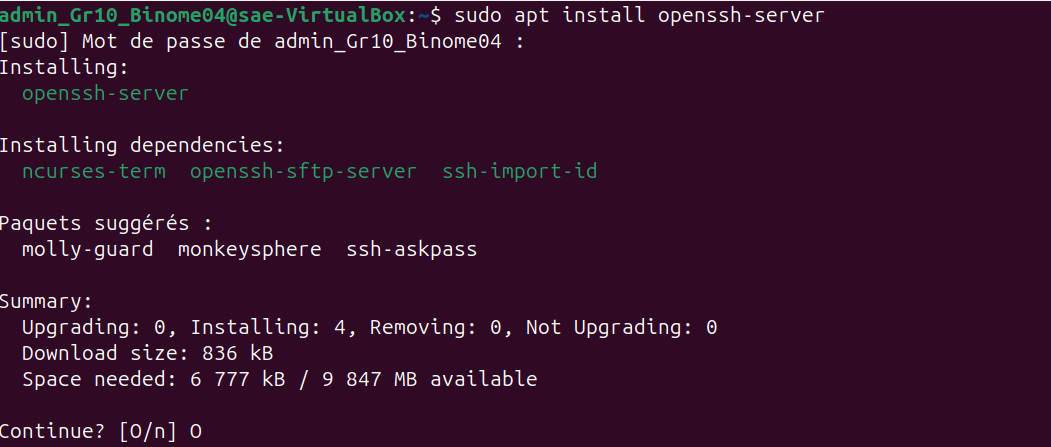 admin_Gr10_Binome04@sae-VirtualBox:~$ sudo apt install openssh-server
[sudo] Mot de passe de admin_Gr10_Binome04 :
Installing:
  openssh-server

Installing dependencies:
  ncurses-term  openssh-sftp-server  ssh-import-id

Paquets suggérés :
  molly-guard  monkeysphere  ssh-askpass

Summary:
  Upgrading: 0, Installing: 4, Removing: 0, Not Upgrading: 0
  Download size: 836 kB
  Space needed: 6 777 kB / 9 847 MB available

Continue? [O/n] O